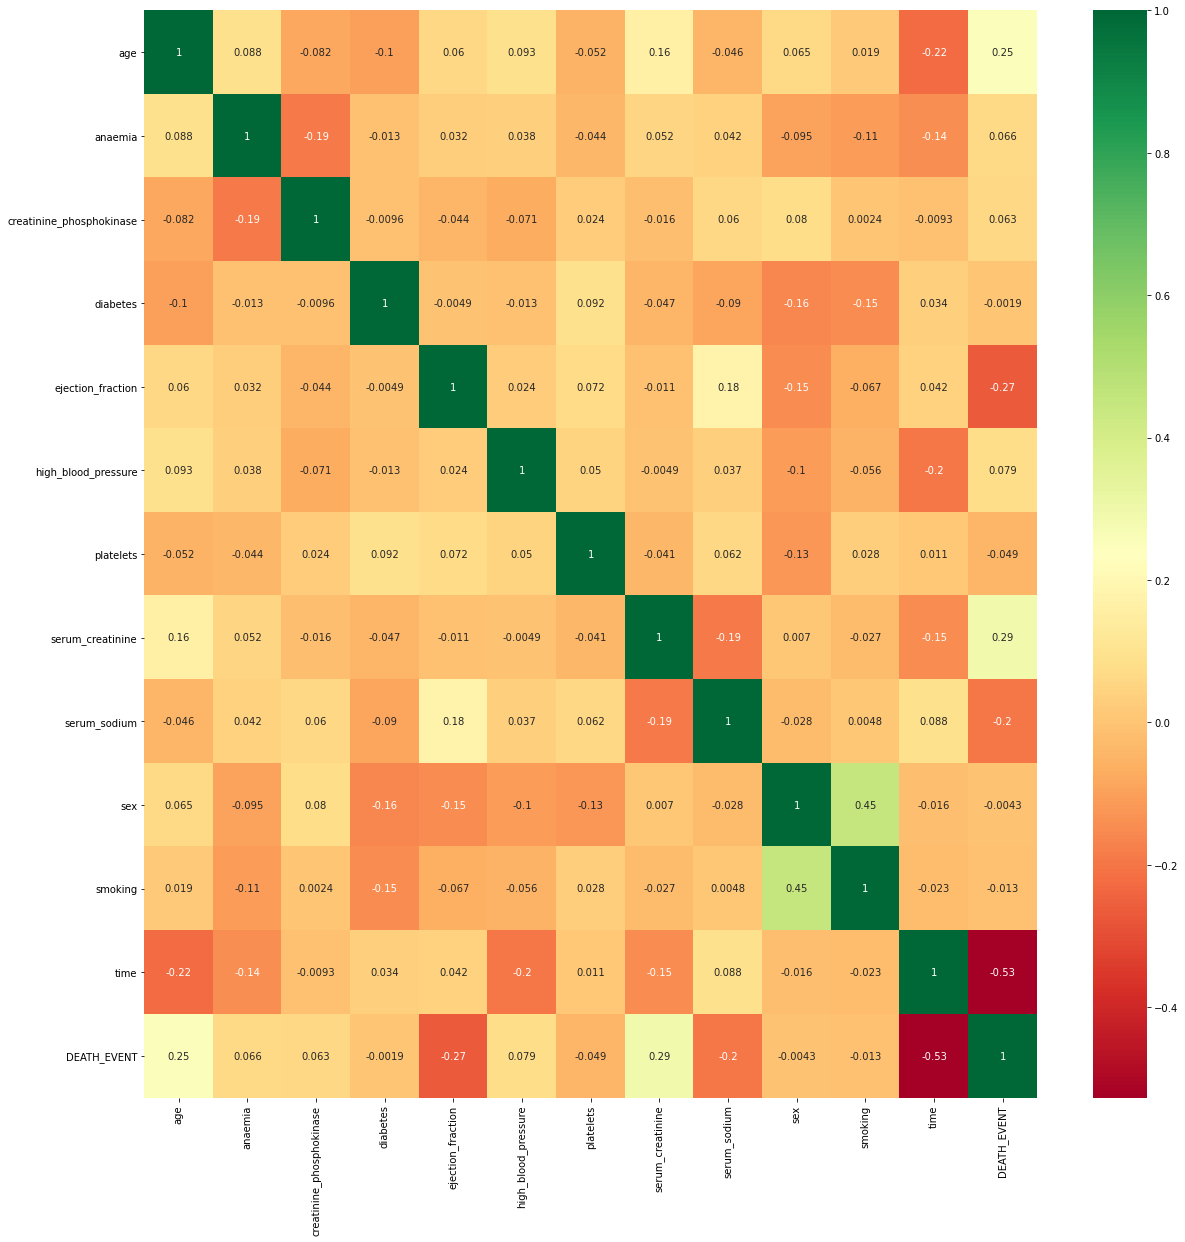 age 1 0.088 -0.082 -0.1 0.06 0.093 -0.052 0.16 -0.046 0.065 0.019 -0.22 0.25
anaemia 0.088 1 -0.19 -0.013 0.032 0.038 -0.044 0.052 0.042 -0.095 -0.11 -0.14 0.066
creatinine_phosphokinase -0.082 -0.19 1 -0.0096 -0.044 -0.071 0.024 -0.016 0.06 0.08 0.0024 -0.0093 0.063
diabetes -0.1 -0.013 -0.0096 1 -0.0049 -0.013 0.092 -0.047 -0.09 -0.16 -0.15 0.034 -0.0019
ejection_fraction 0.06 0.032 -0.044 -0.0049 1 0.024 0.072 -0.011 0.18 -0.15 -0.067 0.042 -0.27
high_blood_pressure 0.093 0.038 -0.071 -0.013 0.024 1 0.05 -0.0049 0.037 -0.1 -0.056 -0.2 0.079
platelets -0.052 -0.044 0.024 0.092 0.072 0.05 1 -0.041 0.062 -0.13 0.028 0.011 -0.049
serum_creatinine 0.16 0.052 -0.016 -0.047 -0.011 -0.0049 -0.041 1 -0.19 0.007 -0.027 -0.15 0.29
serum_sodium -0.046 0.042 0.06 -0.09 0.18 0.037 0.062 -0.19 1 -0.028 0.0048 0.088 -0.2
sex 0.065 -0.095 0.08 -0.16 -0.15 -0.1 -0.13 0.007 -0.028 1 0.45 -0.016 -0.0043
smoking 0.019 -0.11 0.0024 -0.15 -0.067 -0.056 0.028 -0.027 0.0048 0.45 1 -0.023 -0.013
time -0.22 -0.14 -0.0093 0.034 0.042 -0.2 0.011 -0.15 0.088 -0.016 -0.023 1 -0.53
DEATH_EVENT 0.25 0.066 0.063 -0.0019 -0.27 0.079 -0.049 0.29 -0.2 -0.0043 -0.013 -0.53 1
age
anaemia
creatinine_phosphokinase
diabetes
ejection_fraction
high_blood_pressure
platelets
serum_creatinine
serum_sodium
sex
smoking
time
DEATH_EVENT
1.0
0.8
0.6
0.4
0.2
0.0
−0.2
−0.4